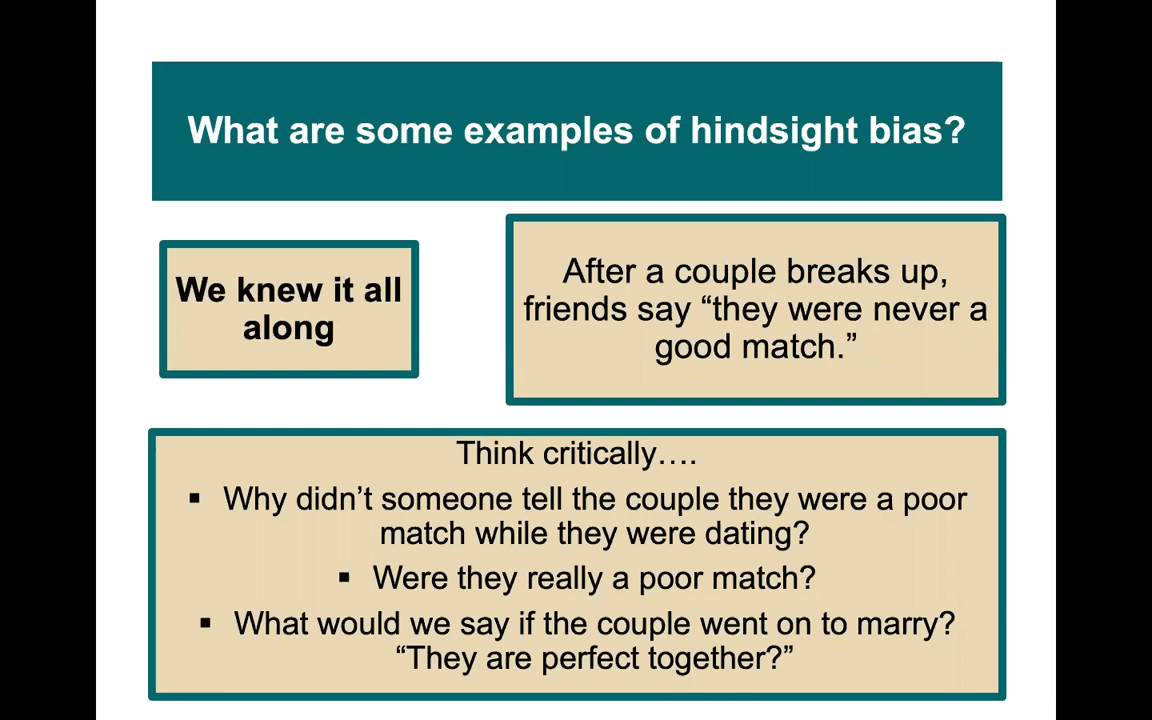 What are some examples of hindsight bias?
We knew it all
along
After a couple breaks up,
friends say “they were never a
good match.”
Think critically….
▪ Why didn’t someone tell the couple they were a poor
match while they were dating?
▪ Were they really a poor match?
▪ What would we say if the couple went on to marry?
“They are perfect together?”